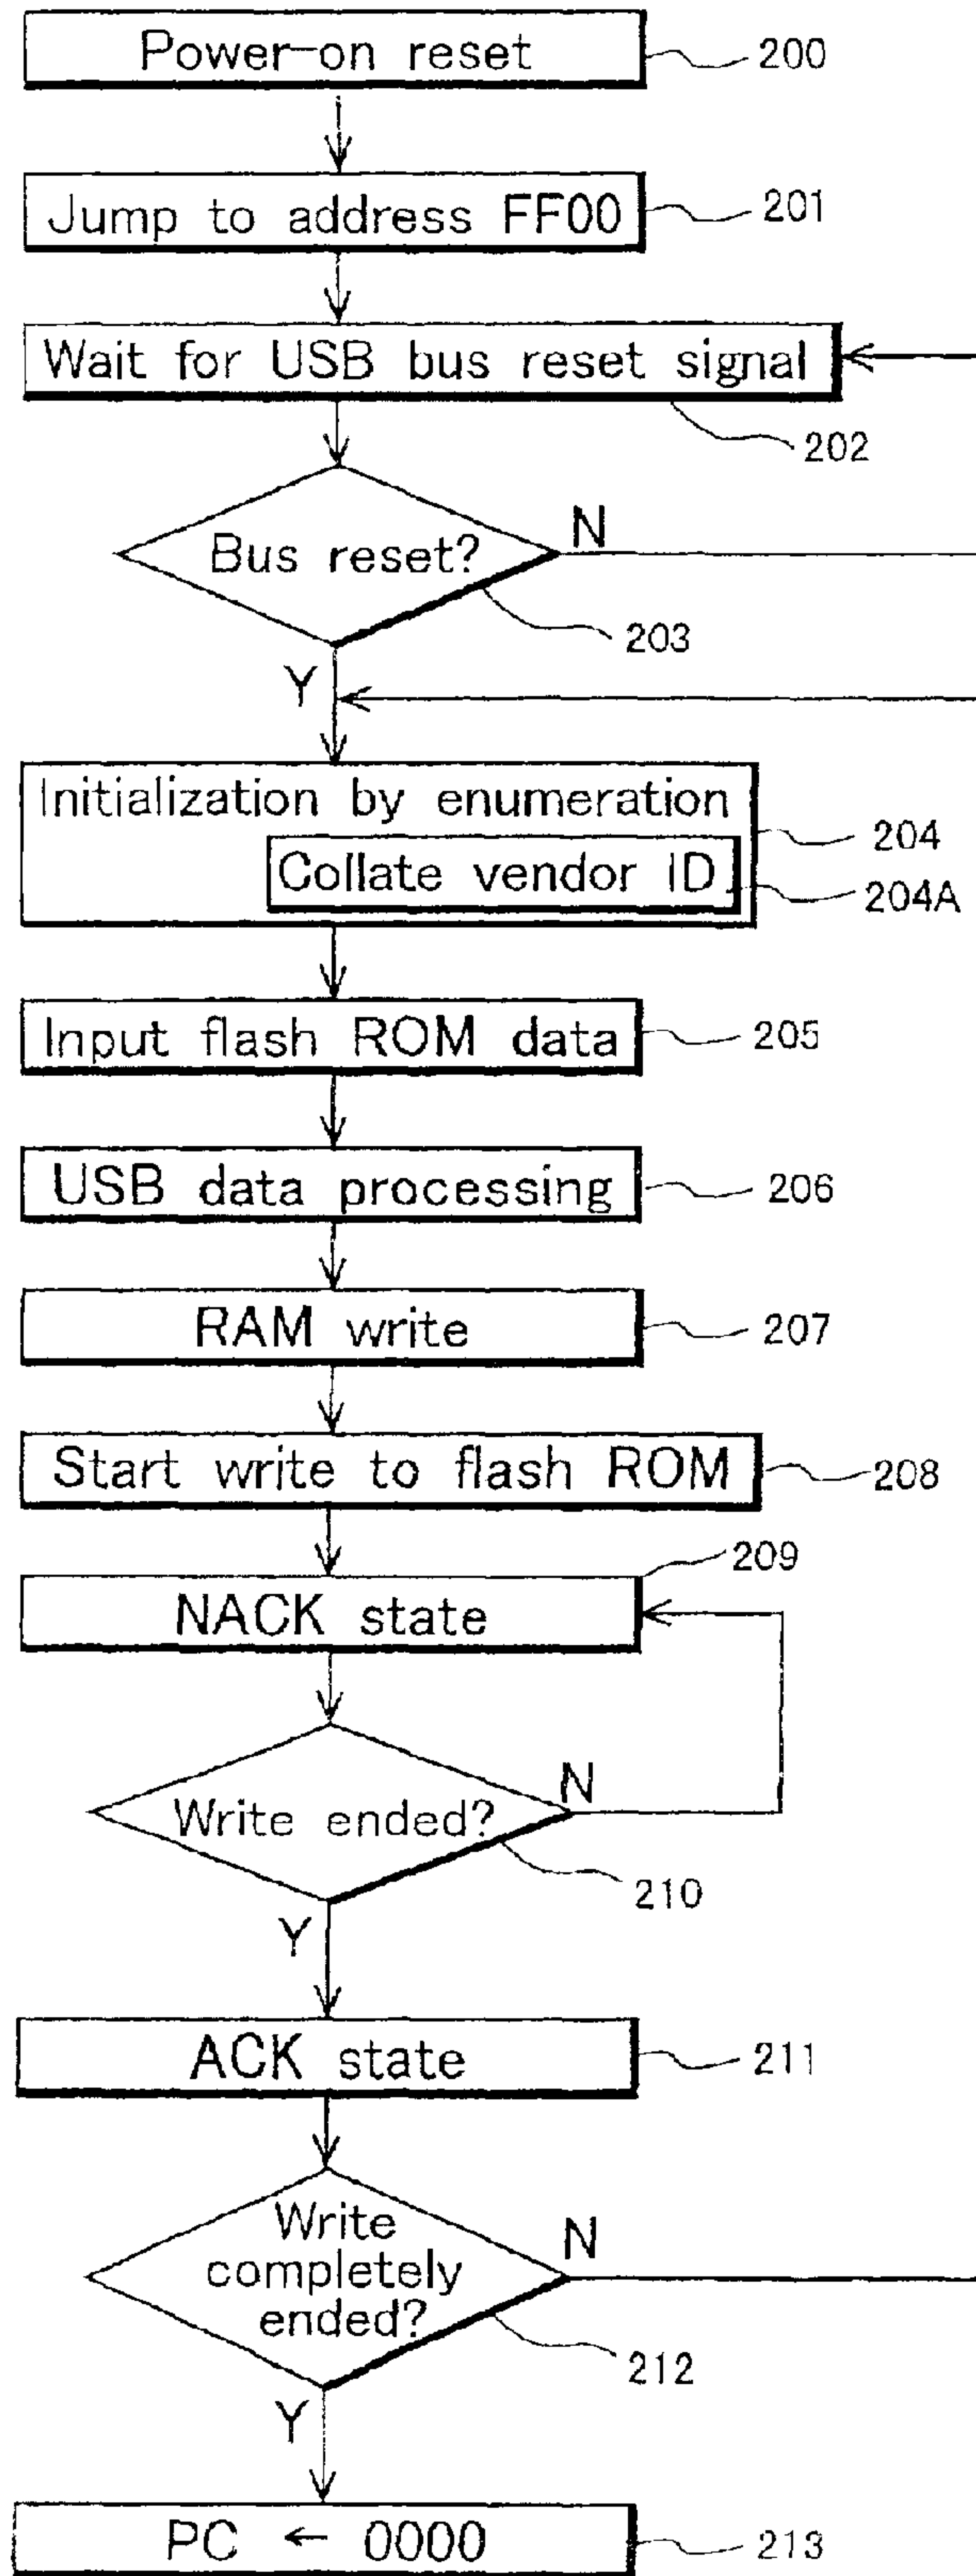 Power-on reset
200
Jump to address FF00
201
Wait for USB bus reset signal
202
Bus reset?
N
203
Y
Initialization by enumeration
204
Collate vendor ID
204A
Input flash ROM data
205
USB data processing
206
RAM write
207
Start write to flash ROM
208
209
NACK state
Write ended?
N
210
Y
ACK state
211
Write
completely
ended?
N
212
Y
PC ← 0000
213